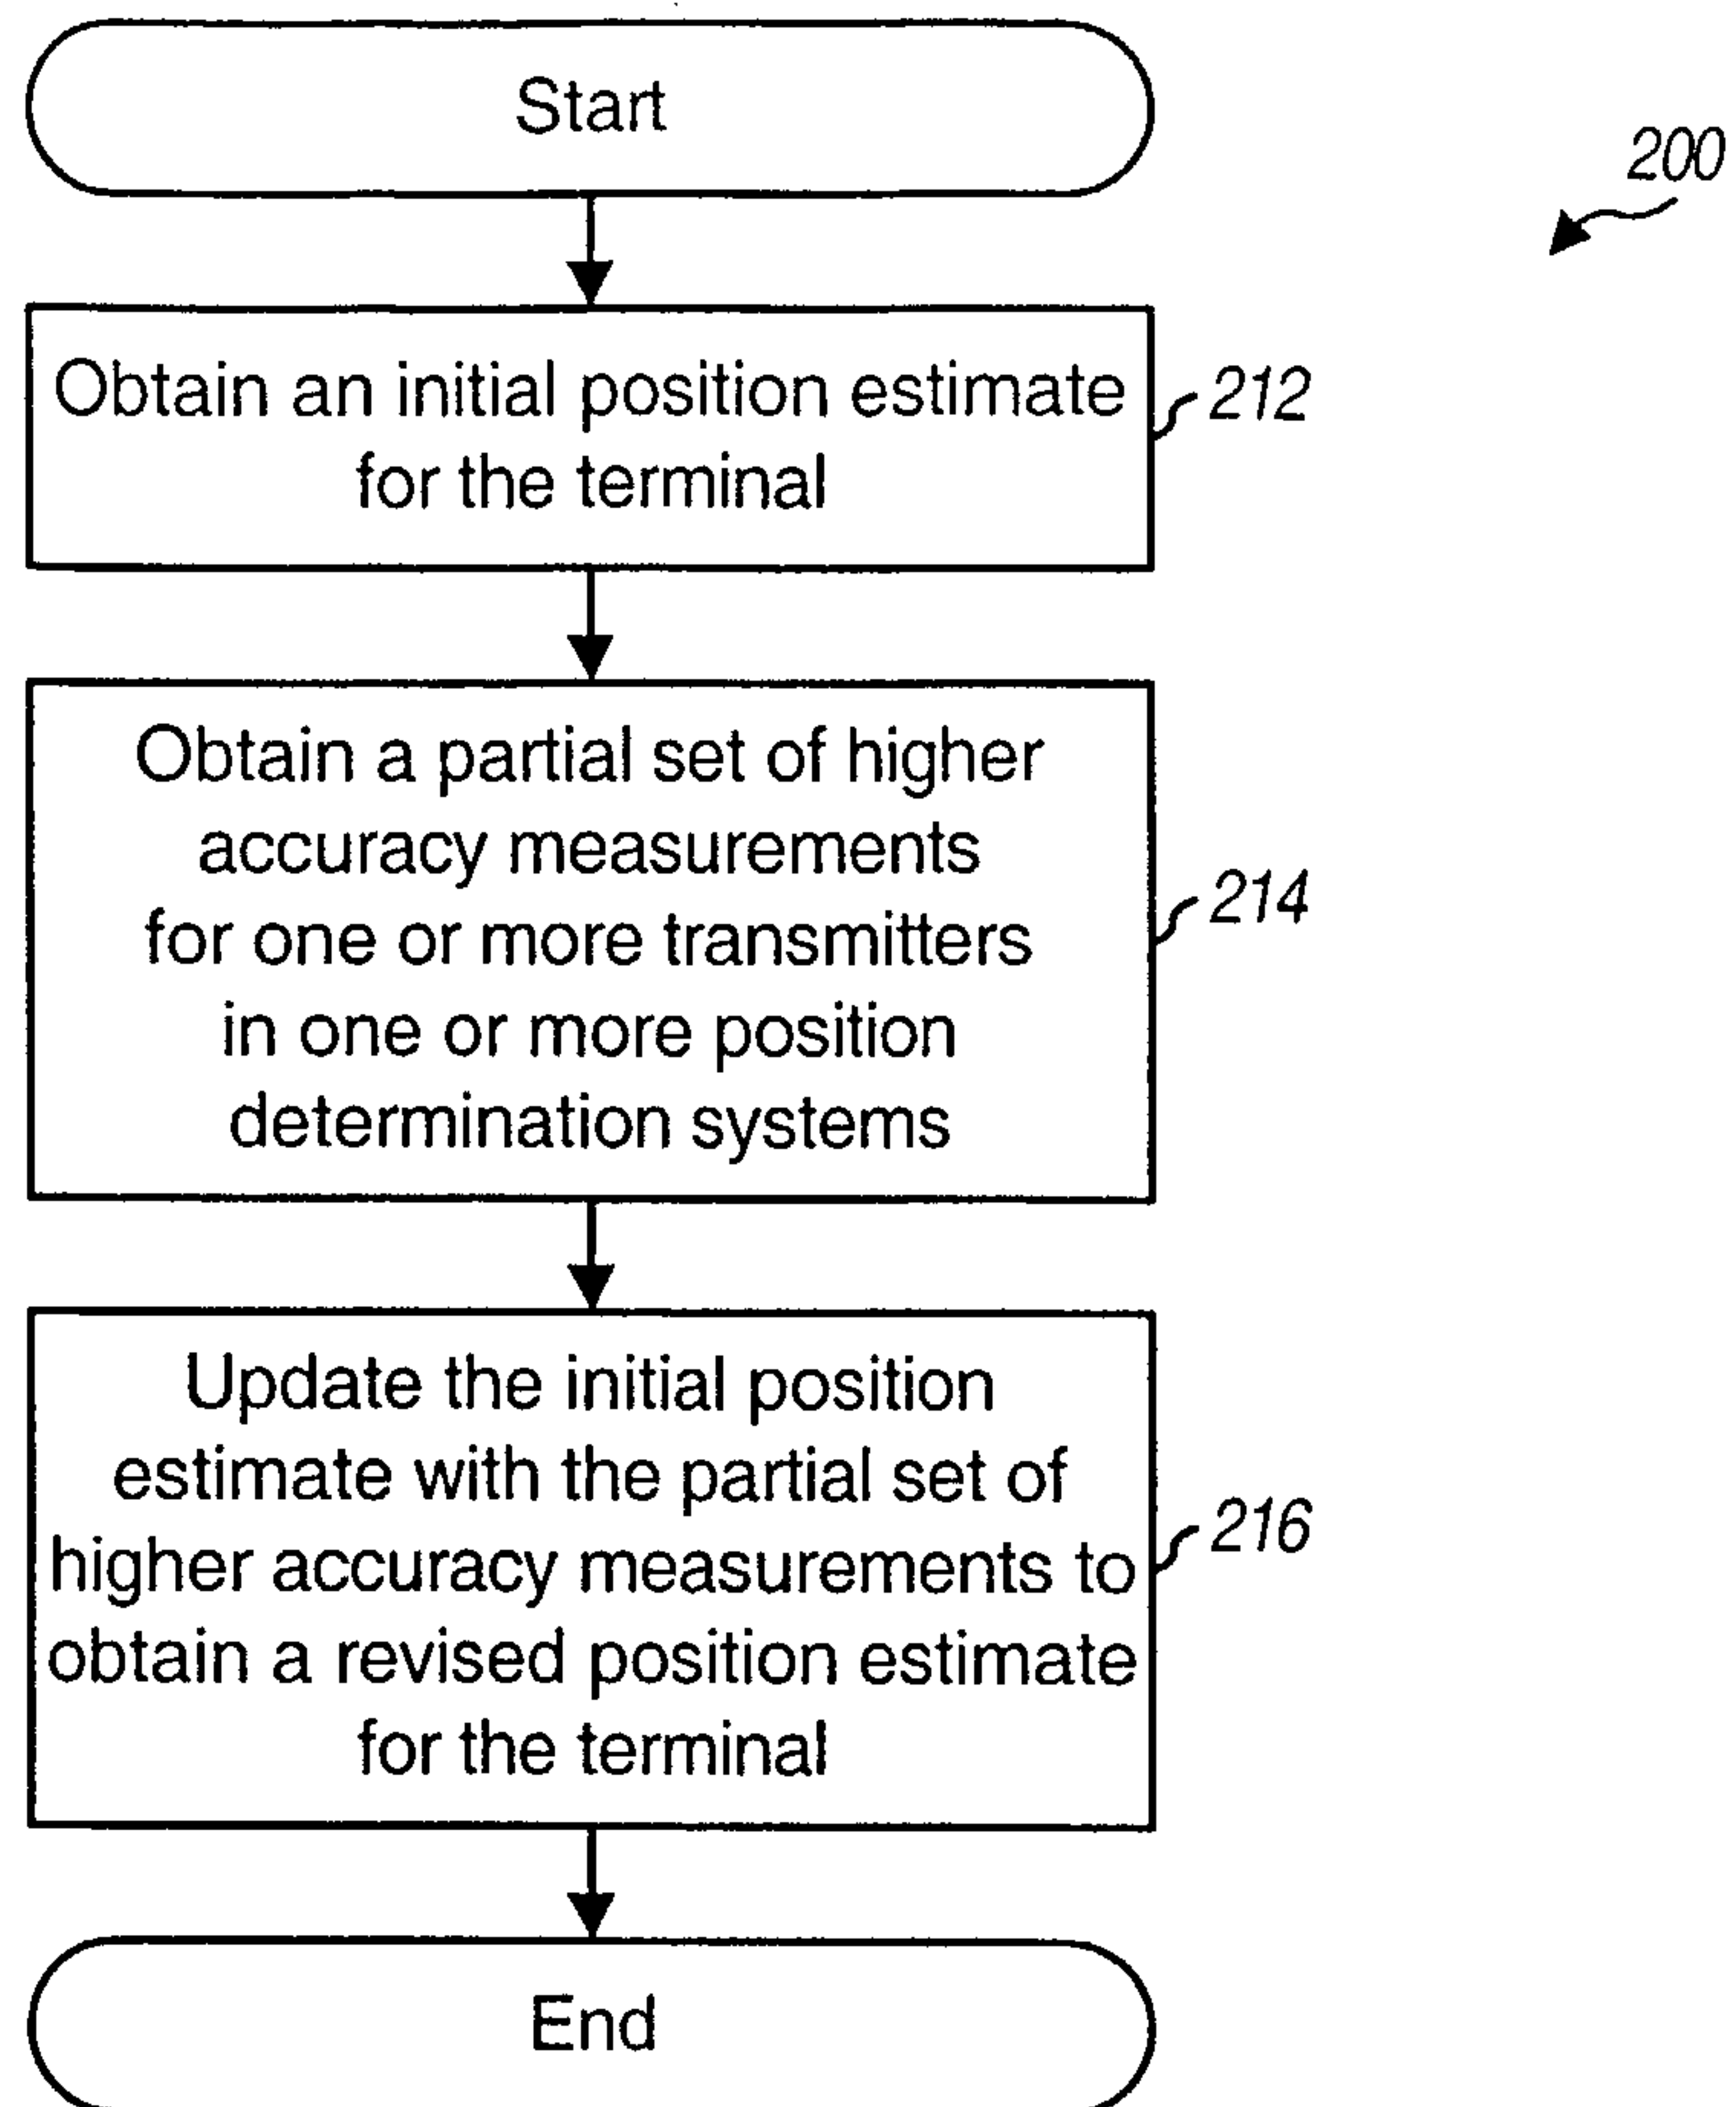 Start
200
Obtain an initial position estimate
for the terminal
212
Obtain a partial set of higher
accuracy measurements
for one or more transmitters
in one or more position
determination systems
214
Update the initial position
estimate with the partial set of
higher accuracy measurements to
obtain a revised position estimate
for the terminal
216
End